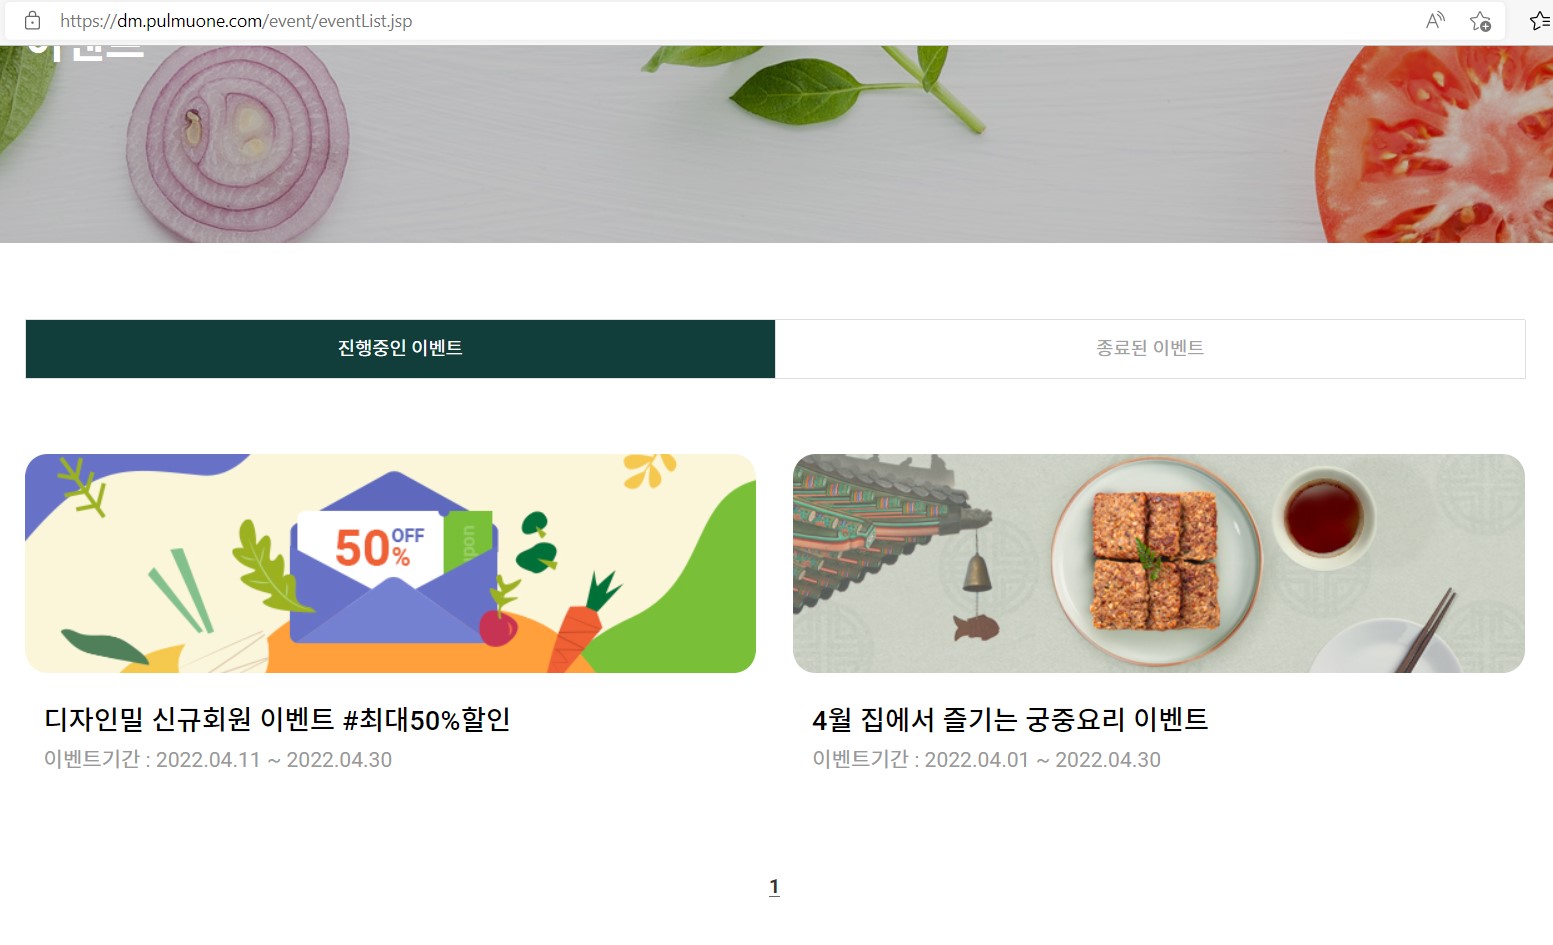 https://dm.pulmuone.com/event/eventList.jsp
이벤트
진행중인 이벤트
종료된 이벤트
50% OFF
pon
디자인밀 신규회원 이벤트 #최대50%할인
이벤트기간 : 2022.04.11 ~ 2022.04.30
4월 집에서 즐기는 궁중요리 이벤트
이벤트기간 : 2022.04.01 ~ 2022.04.30
1